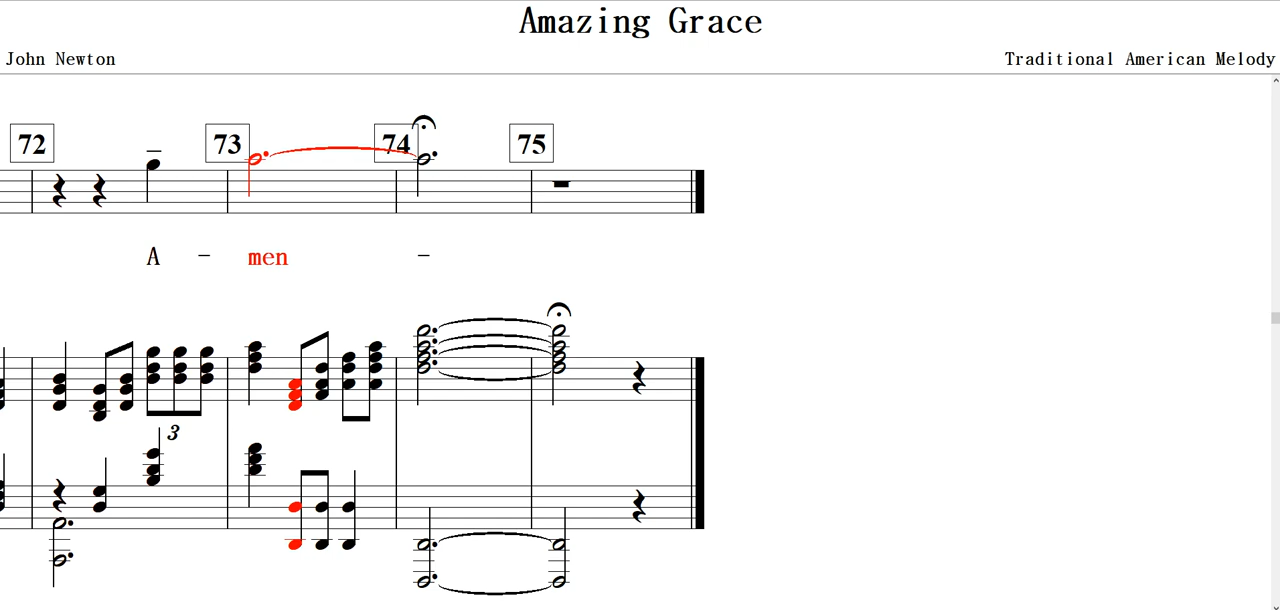 Amazing Grace
John Newton
Traditional American Melody
72 73 74 75
A - men -
3